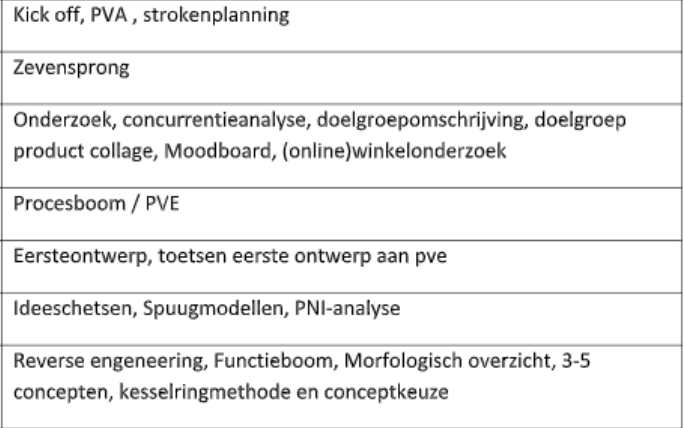 Kick off, PVA , strokenplanning
Zevensprong
Onderzoek, concurrentieanalyse, doelgroepomschrijving, doelgroep
product collage, Moodboard, (online)winkelonderzoek
Procesboom / PVE
Eersteontwerp, toetsen eerste ontwerp aan pve
Ideeschetsen, Spuugmodellen, PNI-analyse
Reverse engeneering, Functieboom, Morfologisch overzicht, 3-5
concepten, kesselringmethode en conceptkeuze